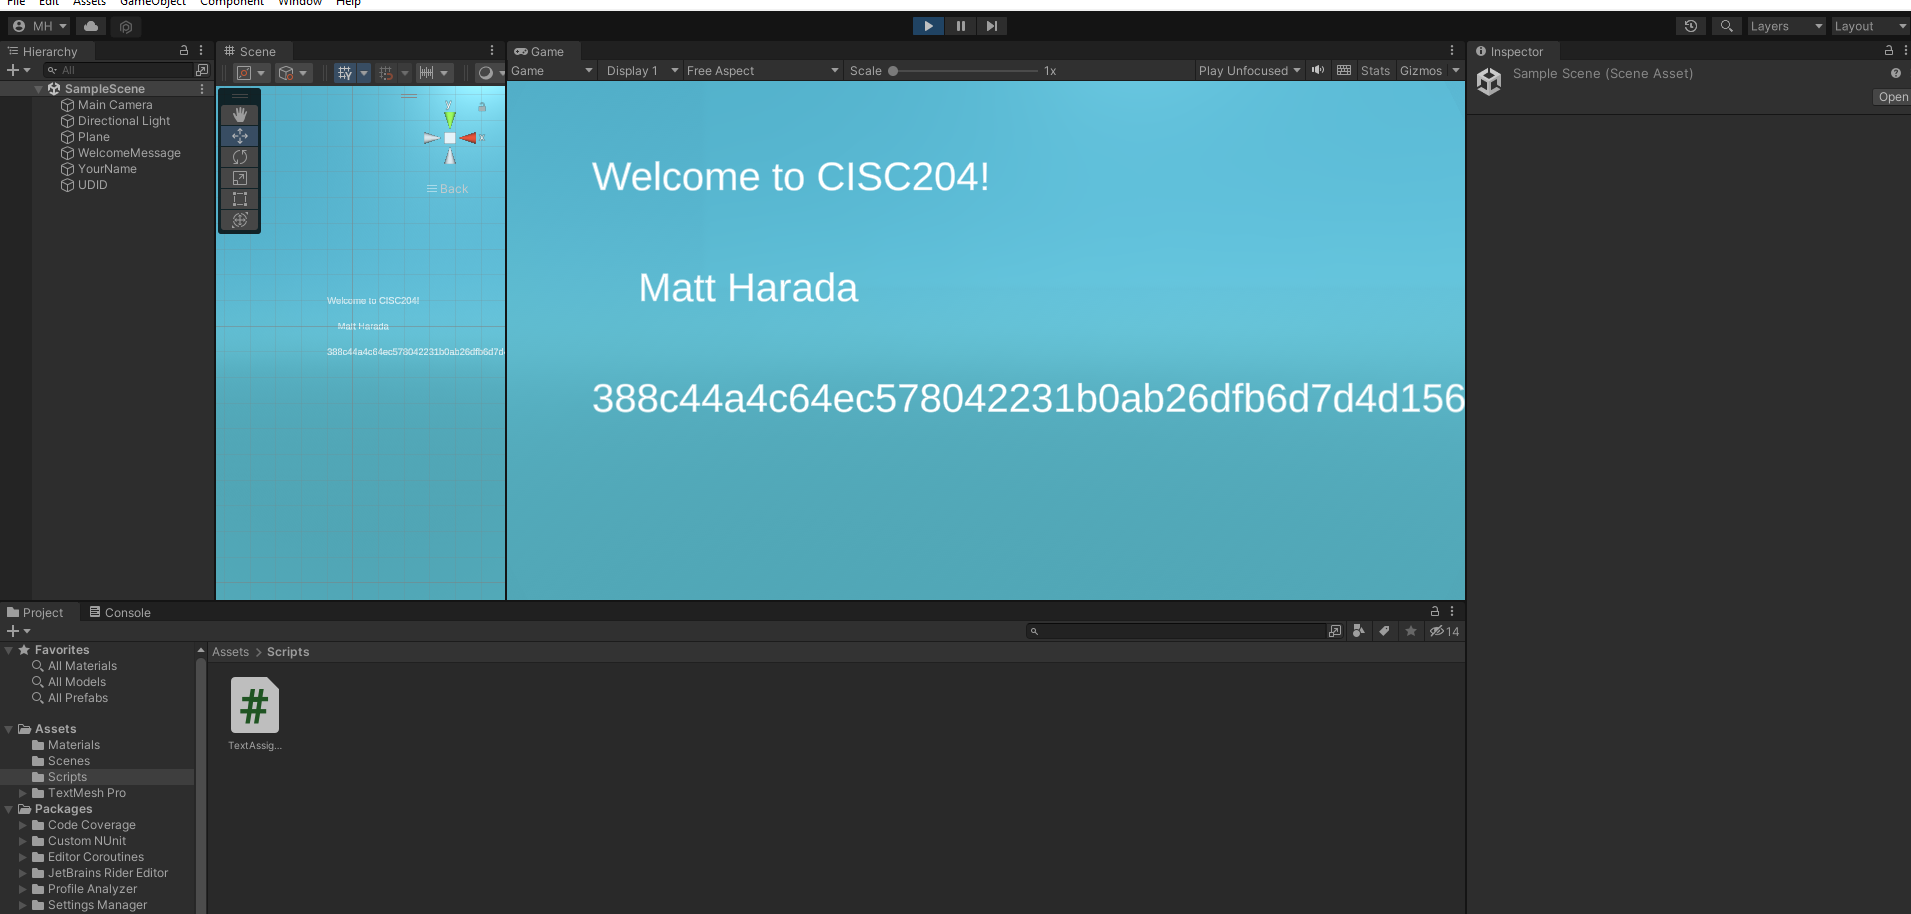 File Edit Assets GameObject Component Window Help
MH
Layers Layout
Hierarchy
All
SampleScene
Main Camera
Directional Light
Plane
WelcomeMessage
YourName
UDID
Scene
y
x
Back
Welcome to CISC204!
Matt Harada
388c44a4c64ec578042231b0ab26dfb6d7d
Game
Game Display 1 Free Aspect Scale 1x Play Unfocused Stats Gizmos
Welcome to CISC204!
Matt Harada
388c44a4c64ec578042231b0ab26dfb6d7d4d156
Inspector
Sample Scene (Scene Asset)
Open
Project Console
14
Favorites
All Materials
All Models
All Prefabs
Assets
Materials
Scenes
Scripts
TextMesh Pro
Packages
Code Coverage
Custom NUnit
Editor Coroutines
JetBrains Rider Editor
Profile Analyzer
Settings Manager
Assets > Scripts
#
TextAssig...